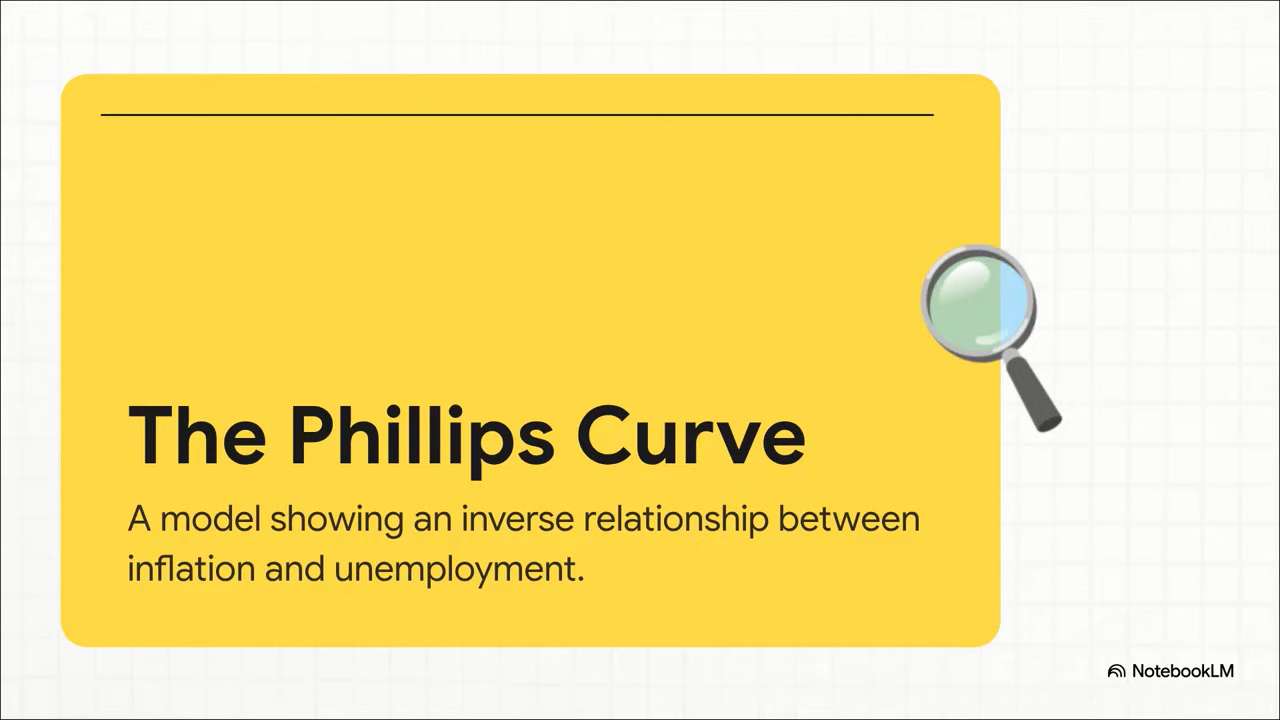 The Phillips Curve
A model showing an inverse relationship between
inflation and unemployment.
NotebookLM